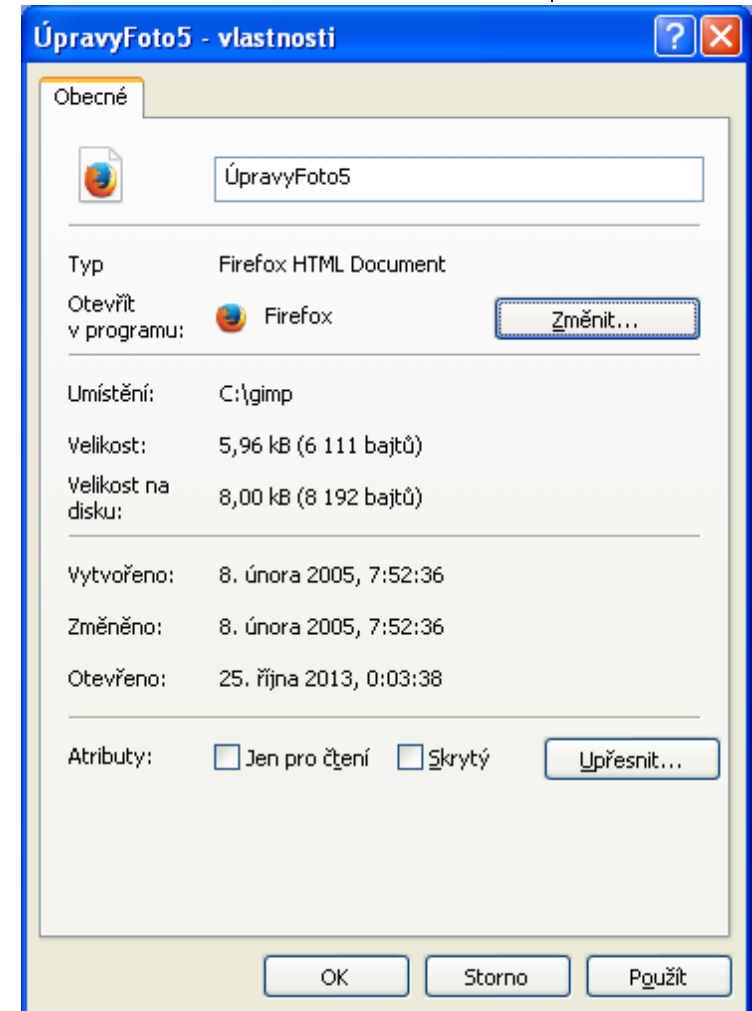 ÚpravyFoto5 - vlastnosti
Obecné
ÚpravyFoto5
Typ Firefox HTML Document
Otevřít
v programu: Firefox Změnit...
Umístění: C:\gimp
Velikost: 5,96 kB (6 111 bajtů)
Velikost na
disku: 8,00 kB (8 192 bajtů)
Vytvořeno: 8. února 2005, 7:52:36
Změněno: 8. února 2005, 7:52:36
Otevřeno: 25. října 2013, 0:03:38
Atributy: Jen pro čtení Skrytý Upřesnit...
OK Storno Použít